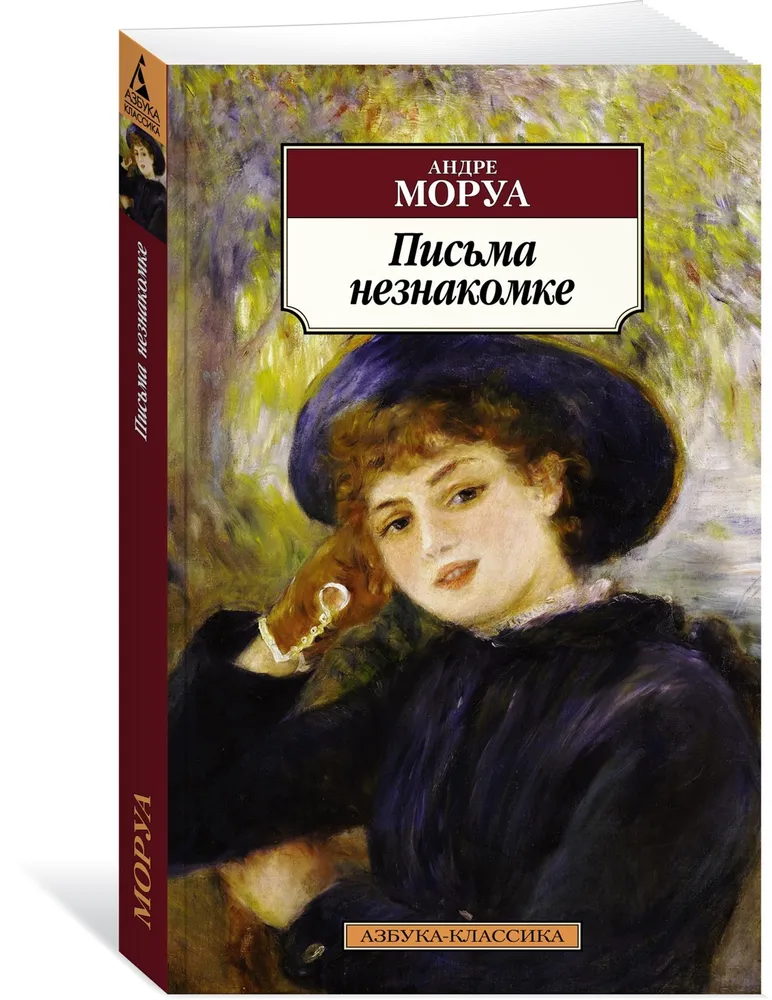 АЗБУКА
КЛАССИКА
Письма незнакомке
МОРУА
АНДРЕ
МОРУА
Письма
незнакомке
АЗБУКА-КЛАССИКА